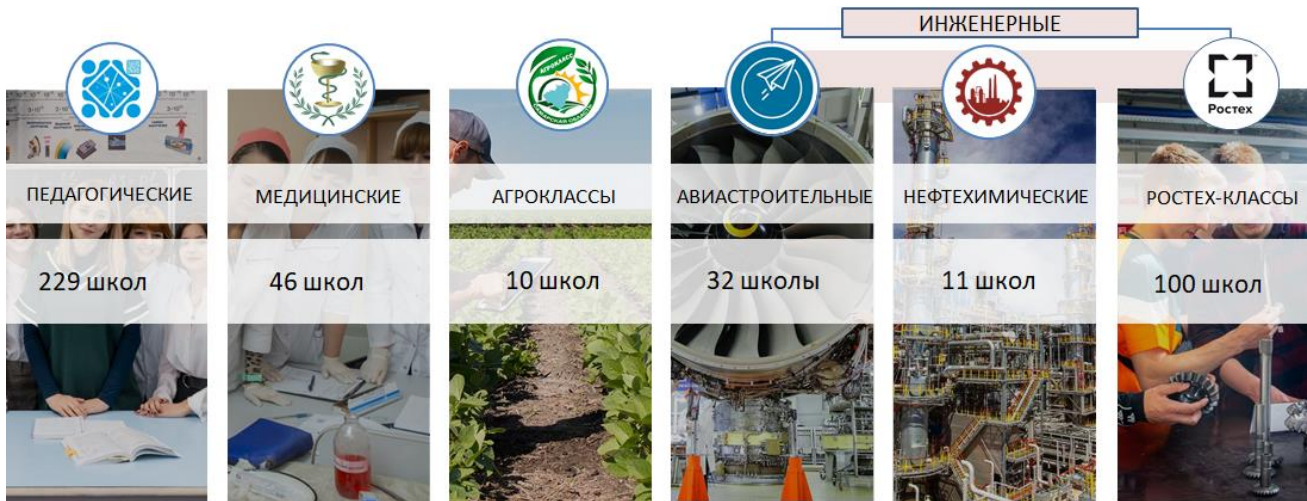 ИНЖЕНЕРНЫЕ
АГРОКЛАСС
Ростех
ПЕДАГОГИЧЕСКИЕ
МЕДИЦИНСКИЕ
АГРОКЛАССЫ
АВИАСТРОИТЕЛЬНЫЕ
НЕФТЕХИМИЧЕСКИЕ
РОСТЕХ-КЛАССЫ
229 школ
46 школ
10 школ
32 школы
11 школ
100 школ